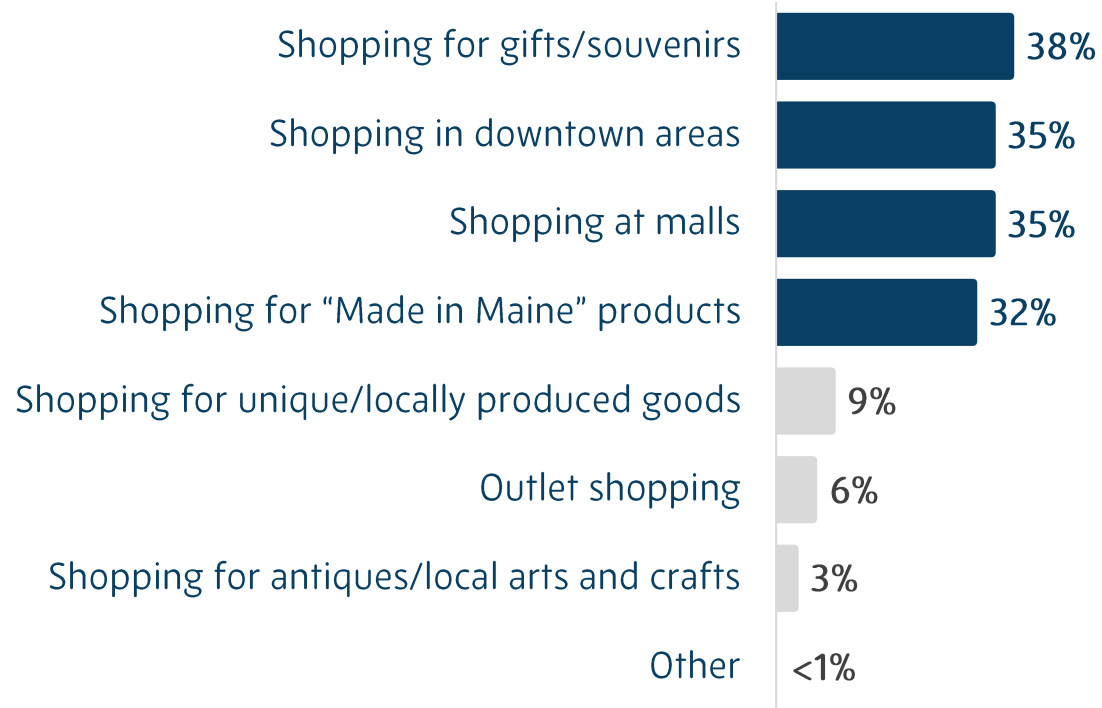 Shopping for gifts/souvenirs 38%
Shopping in downtown areas 35%
Shopping at malls 35%
Shopping for “Made in Maine” products 32%
Shopping for unique/locally produced goods 9%
Outlet shopping 6%
Shopping for antiques/local arts and crafts 3%
Other <1%